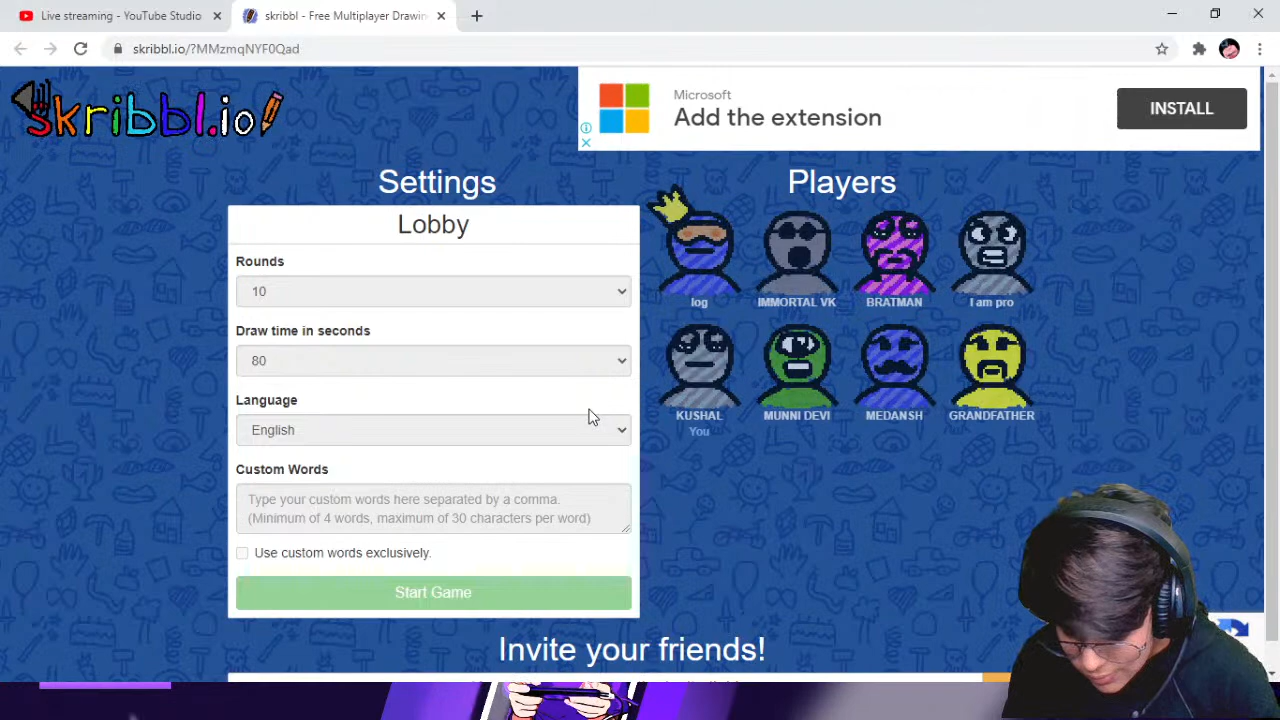 Live streaming - YouTube Studio
skribbl - Free Multiplayer Drawin
skribbl.io/?MMzmqNYF0Qad
skribbl.io
Microsoft
Add the extension
INSTALL
Settings
Players
Lobby
Rounds
10
Draw time in seconds
80
Language
English
Custom Words
Type your custom words here separated by a comma.
(Minimum of 4 words, maximum of 30 characters per word)
Use custom words exclusively.
Start Game
log
IMMORTAL VK
BRATMAN
I am pro
KUSHAL
You
MUNNI DEVI
MEDANSH
GRANDFATHER
Invite your friends!